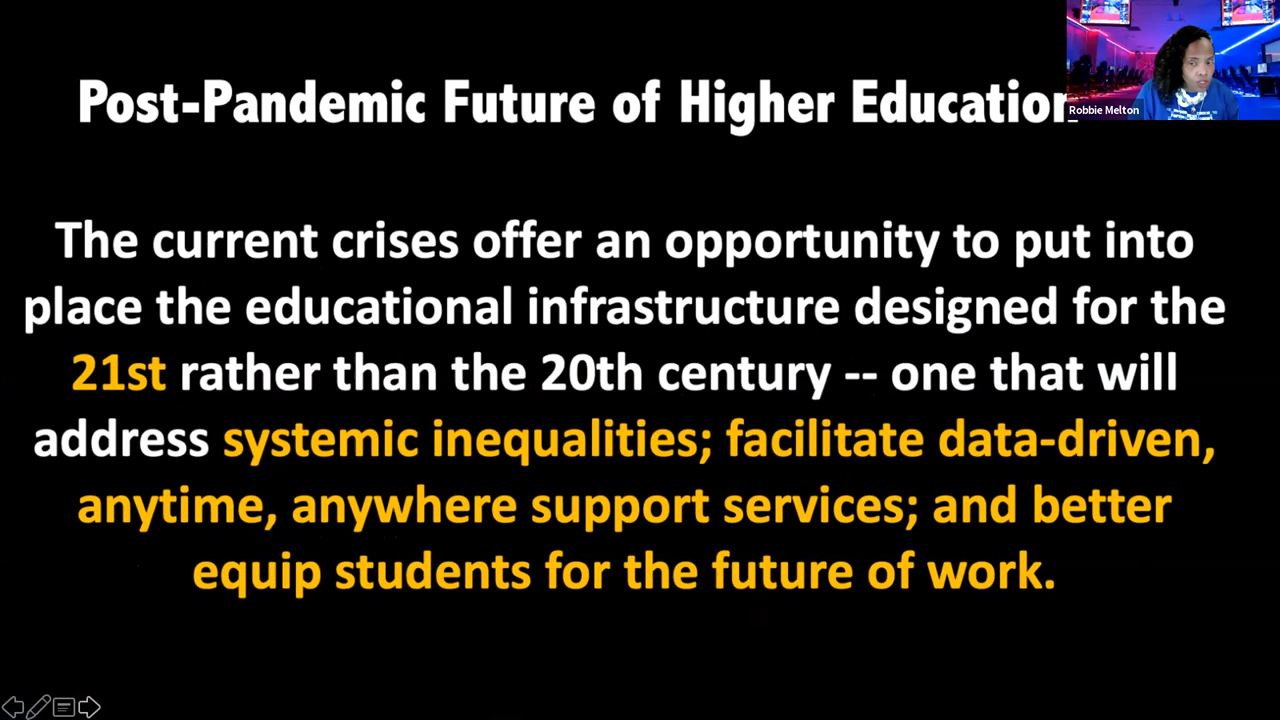 Post-Pandemic Future of Higher Education
Robbie Melton
The current crises offer an opportunity to put into
place the educational infrastructure designed for the
21st rather than the 20th century -- one that will
address systemic inequalities; facilitate data-driven,
anytime, anywhere support services; and better
equip students for the future of work.